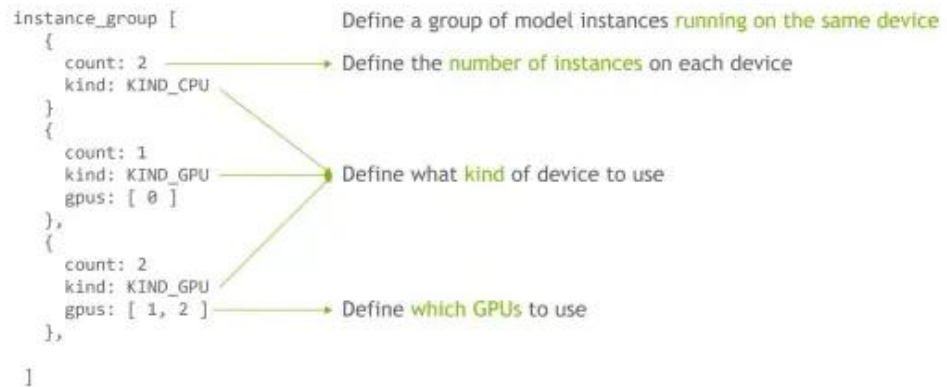 instance_group [ Define a group of model instances running on the same device
{
count: 2 Define the number of instances on each device
kind: KIND_CPU
}
{
count: 1
kind: KIND_GPU Define what kind of device to use
gpus: [ 0 ]
},
{
count: 2
kind: KIND_GPU
gpus: [ 1, 2 ] Define which GPUs to use
},
]